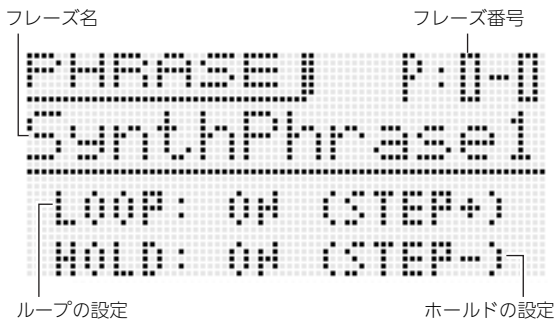 フレーズ名 フレーズ番号
PHRASE P:0-0
SynthPhrase1
LOOP: ON (STEP+)
HOLD: ON (STEP-)
ループの設定 ホールドの設定